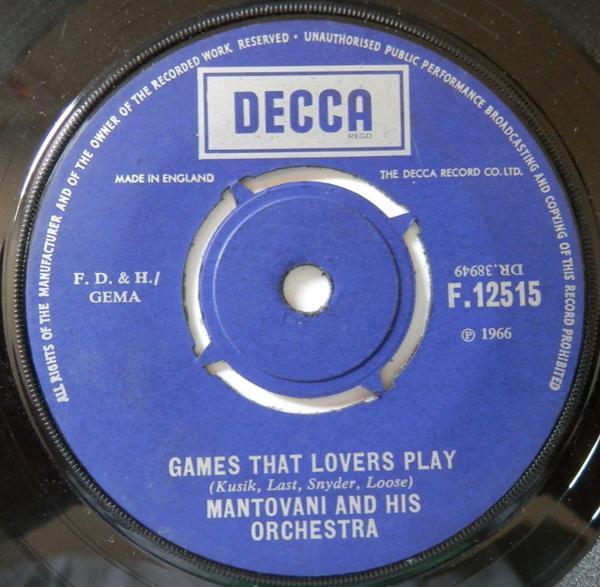 ALL RIGHTS OF THE MANUFACTURER AND OF THE OWNER OF THE RECORDED WORK RESERVED · UNAUTHORISED PUBLIC PERFORMANCE BROADCASTING AND COPYING OF THIS RECORD PROHIBITED
DECCA
REGD
MADE IN ENGLAND
THE DECCA RECORD CO. LTD.
F. D. & H./
GEMA
DR.38949
F.12515
℗ 1966
GAMES THAT LOVERS PLAY
(Kusik, Last, Snyder, Loose)
MANTOVANI AND HIS
ORCHESTRA